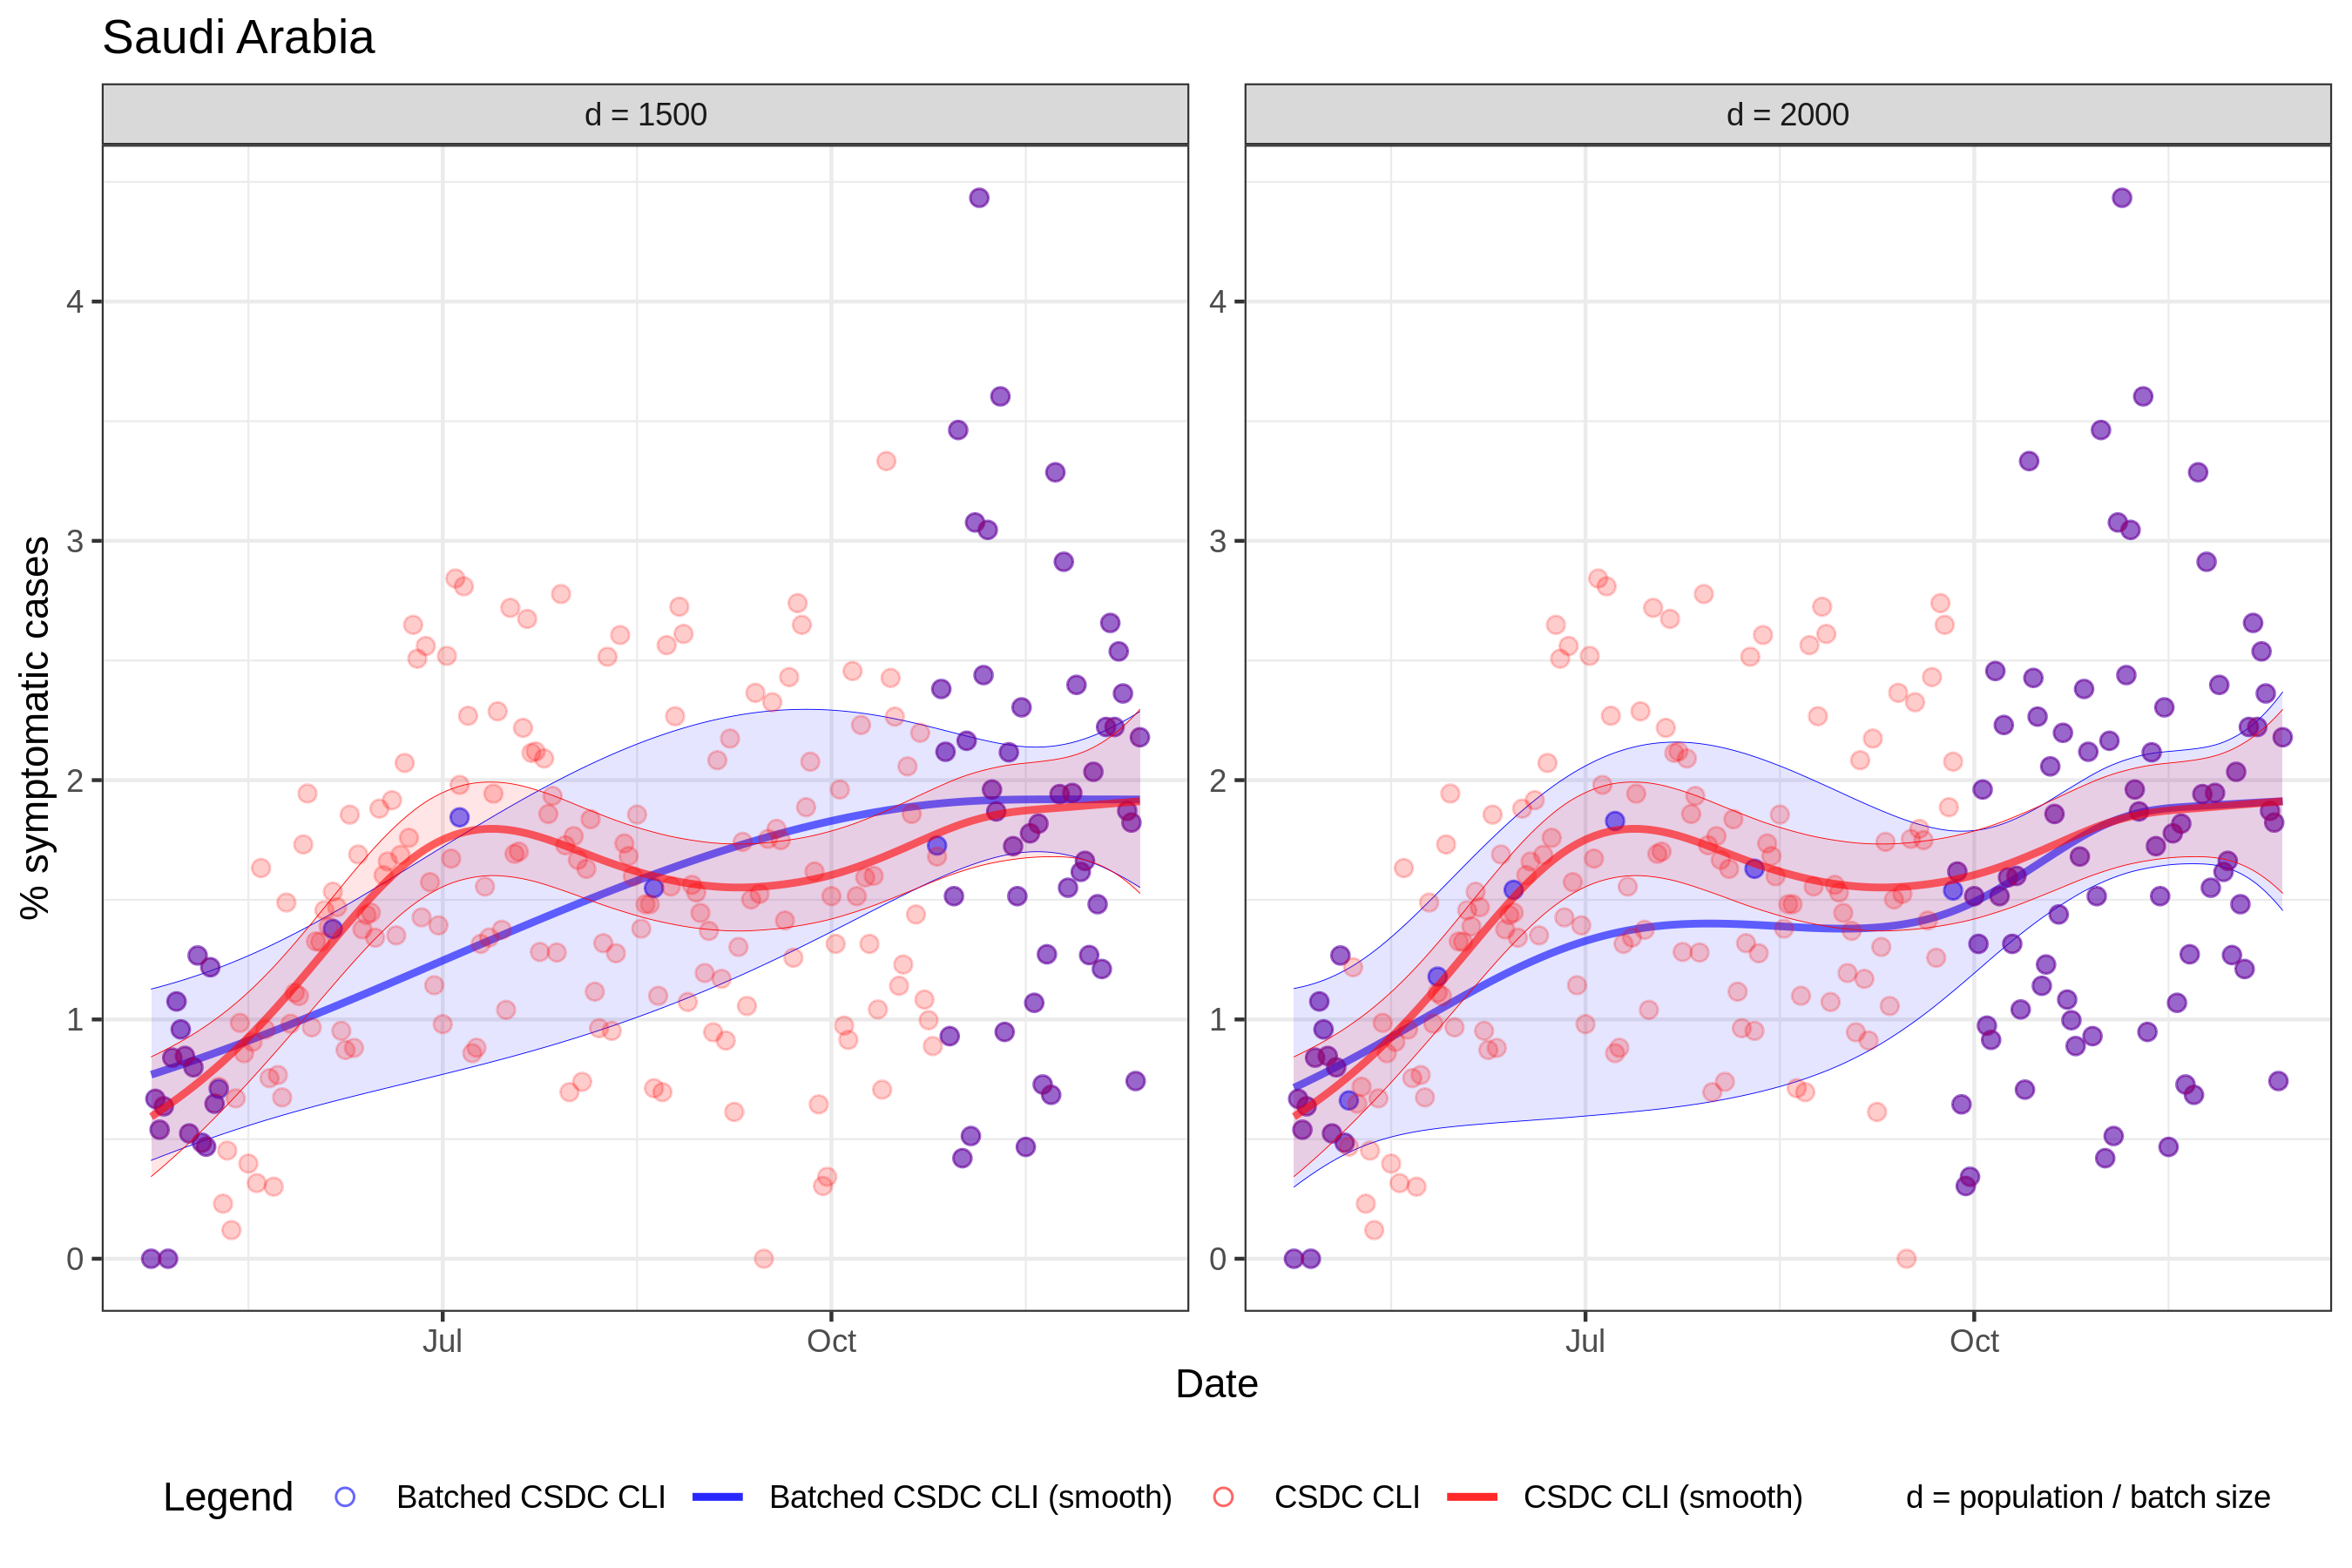 Saudi Arabia
d = 1500
d = 2000
% symptomatic cases
4
3
2
1
0
4
3
2
1
0
Jul
Oct
Jul
Oct
Date
Legend
Batched CSDC CLI
Batched CSDC CLI (smooth)
CSDC CLI
CSDC CLI (smooth)
d = population / batch size